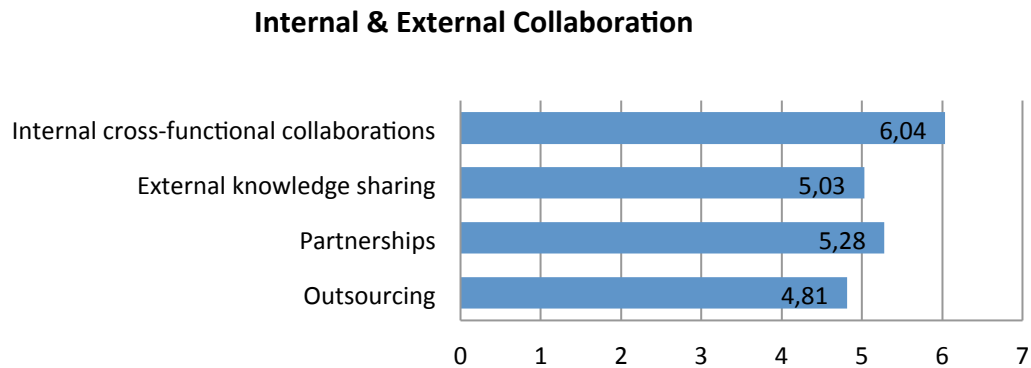 Internal & External Collaboration
Internal cross-functional collaborations
6,04
External knowledge sharing
5,03
Partnerships
5,28
Outsourcing
4,81
0 1 2 3 4 5 6 7